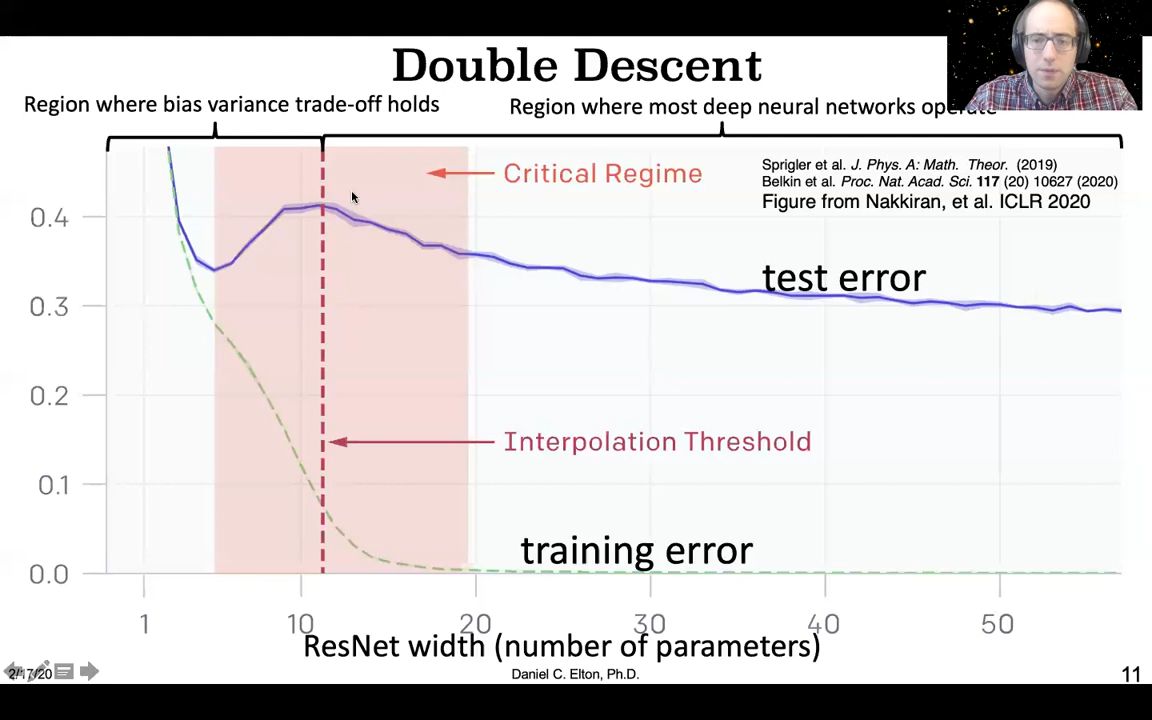 Double Descent
Region where bias variance trade-off holds
Region where most deep neural networks operate
Critical Regime
Sprigler et al. J. Phys. A: Math. Theor. (2019)
Belkin et al. Proc. Nat. Acad. Sci. 117 (20) 10627 (2020)
Figure from Nakkiran, et al. ICLR 2020
0.4
test error
0.3
0.2
Interpolation Threshold
0.1
training error
0.0
1 10 20 30 40 50
ResNet width (number of parameters)
2/17/20
Daniel C. Elton, Ph.D.
11